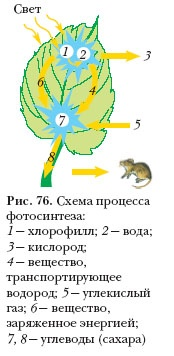 Свет
1 2
3
6
4
7
5
8
Рис. 76. Схема процесса
фотосинтеза:
1 – хлорофилл; 2 – вода;
3 – кислород;
4 – вещество,
транспортирующее
водород; 5 – углекислый
газ; 6 – вещество,
заряженное энергией;
7, 8 – углеводы (сахара)